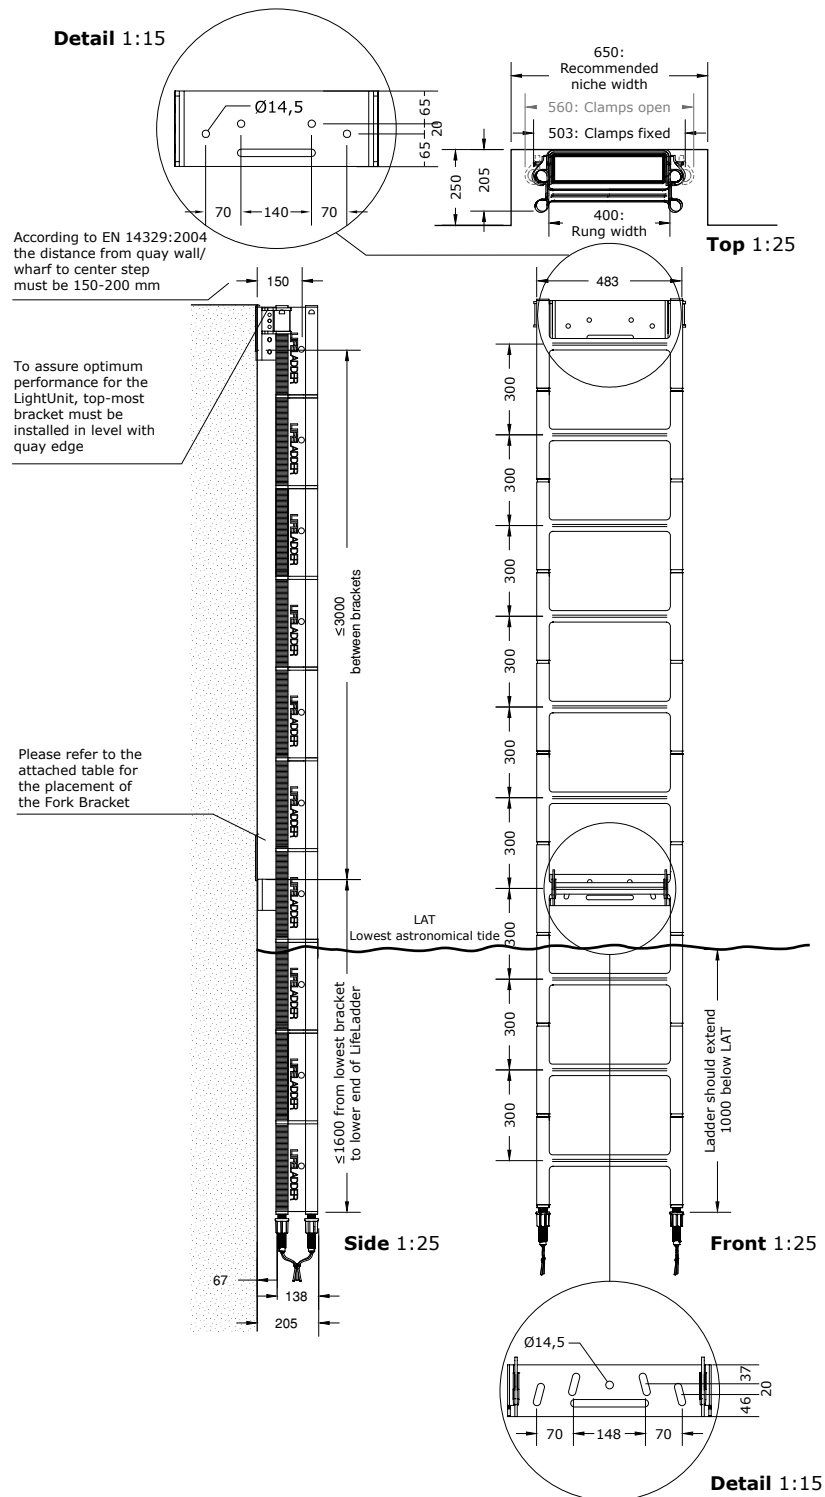 Detail 1:15
Ø14,5
65
20
65
70
140
70
650:
Recommended
niche width
560: Clamps open
503: Clamps fixed
250
205
400:
Rung width
Top 1:25
According to EN 14329:2004
the distance from quay wall/
wharf to center step
must be 150-200 mm
150
483
To assure optimum
performance for the
LightUnit, top-most
bracket must be
installed in level with
quay edge
LIFELADDER
LIFELADDER
LIFELADDER
LIFELADDER
LIFELADDER
LIFELADDER
LIFELADDER
LIFELADDER
LIFELADDER
LIFELADDER
≤3000
between brackets
300
300
300
300
300
300
300
300
300
Please refer to the
attached table for
the placement of
the Fork Bracket
LAT
Lowest astronomical tide
≤1600 from lowest bracket
to lower end of LifeLadder
Ladder should extend
1000 below LAT
Side 1:25
Front 1:25
67
138
205
Ø14,5
37
20
46
70
148
70
Detail 1:15